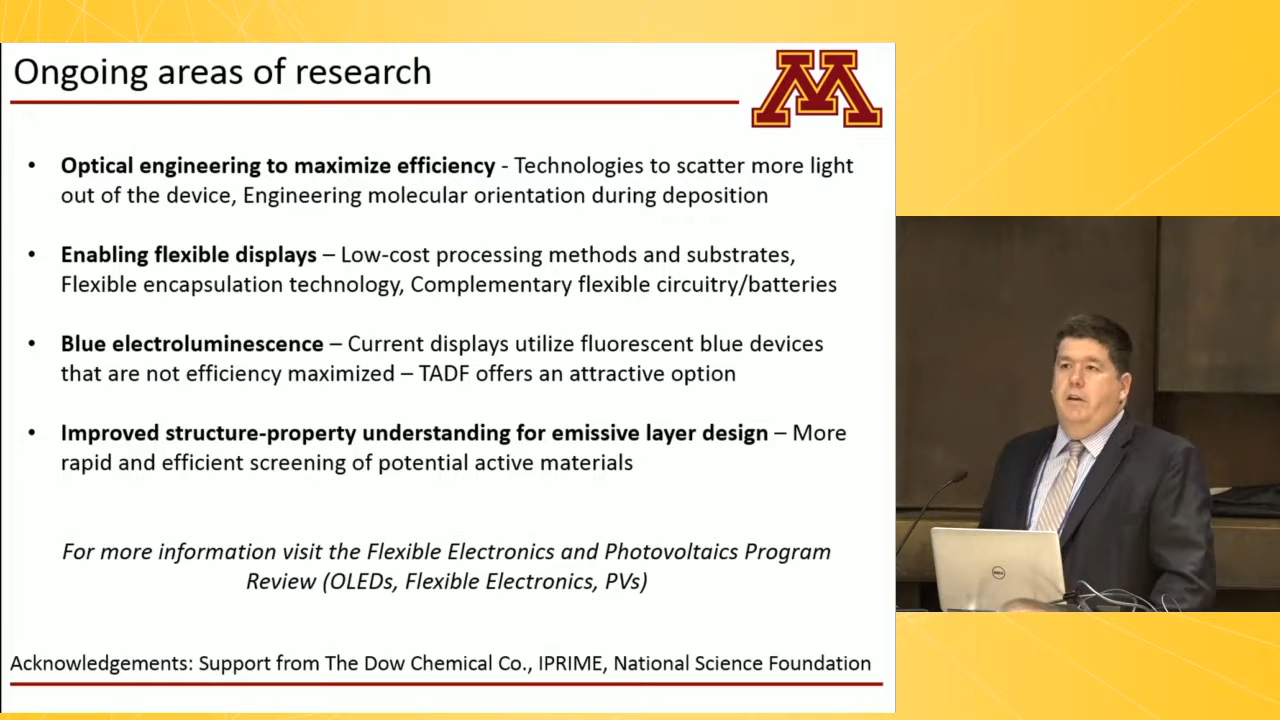 Ongoing areas of research
M
• Optical engineering to maximize efficiency - Technologies to scatter more light
out of the device, Engineering molecular orientation during deposition
• Enabling flexible displays – Low-cost processing methods and substrates,
Flexible encapsulation technology, Complementary flexible circuitry/batteries
• Blue electroluminescence – Current displays utilize fluorescent blue devices
that are not efficiency maximized – TADF offers an attractive option
• Improved structure-property understanding for emissive layer design – More
rapid and efficient screening of potential active materials
For more information visit the Flexible Electronics and Photovoltaics Program
Review (OLEDs, Flexible Electronics, PVs)
Acknowledgements: Support from The Dow Chemical Co., IPRIME, National Science Foundation
DELL